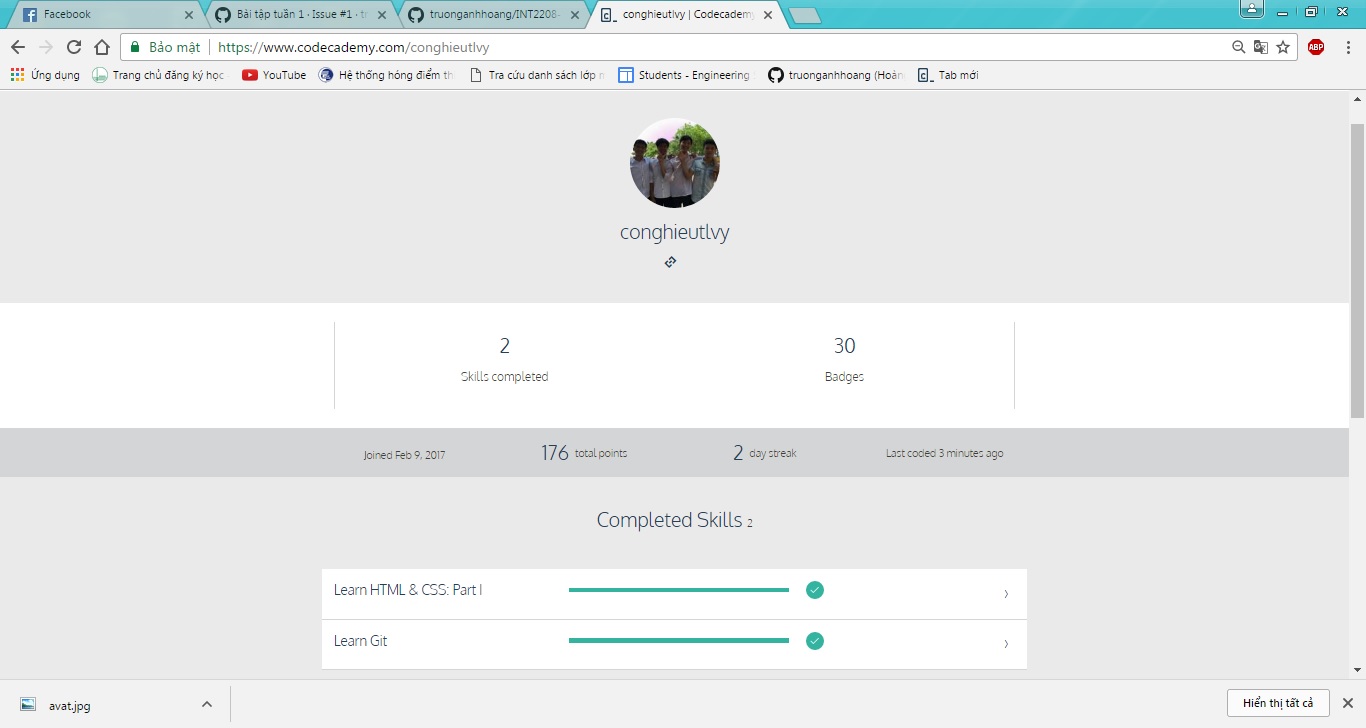 Facebook
Bài tập tuần 1 · Issue #1 · tr
truonganhhoang/INT2208-
conghieutlvy | Codecademy
Bảo mật
https://www.codecademy.com/conghieutlvy
ABP
Ứng dụng
Trang chủ đăng ký học
YouTube
Hệ thống hóng điểm th
Tra cứu danh sách lớp n
Students - Engineering
truonganhhoang (Hoàn
Tab mới
conghieutlvy
2
Skills completed
30
Badges
Joined Feb 9, 2017
176 total points
2 day streak
Last coded 3 minutes ago
Completed Skills 2
Learn HTML & CSS: Part I
Learn Git
avat.jpg
Hiển thị tất cả